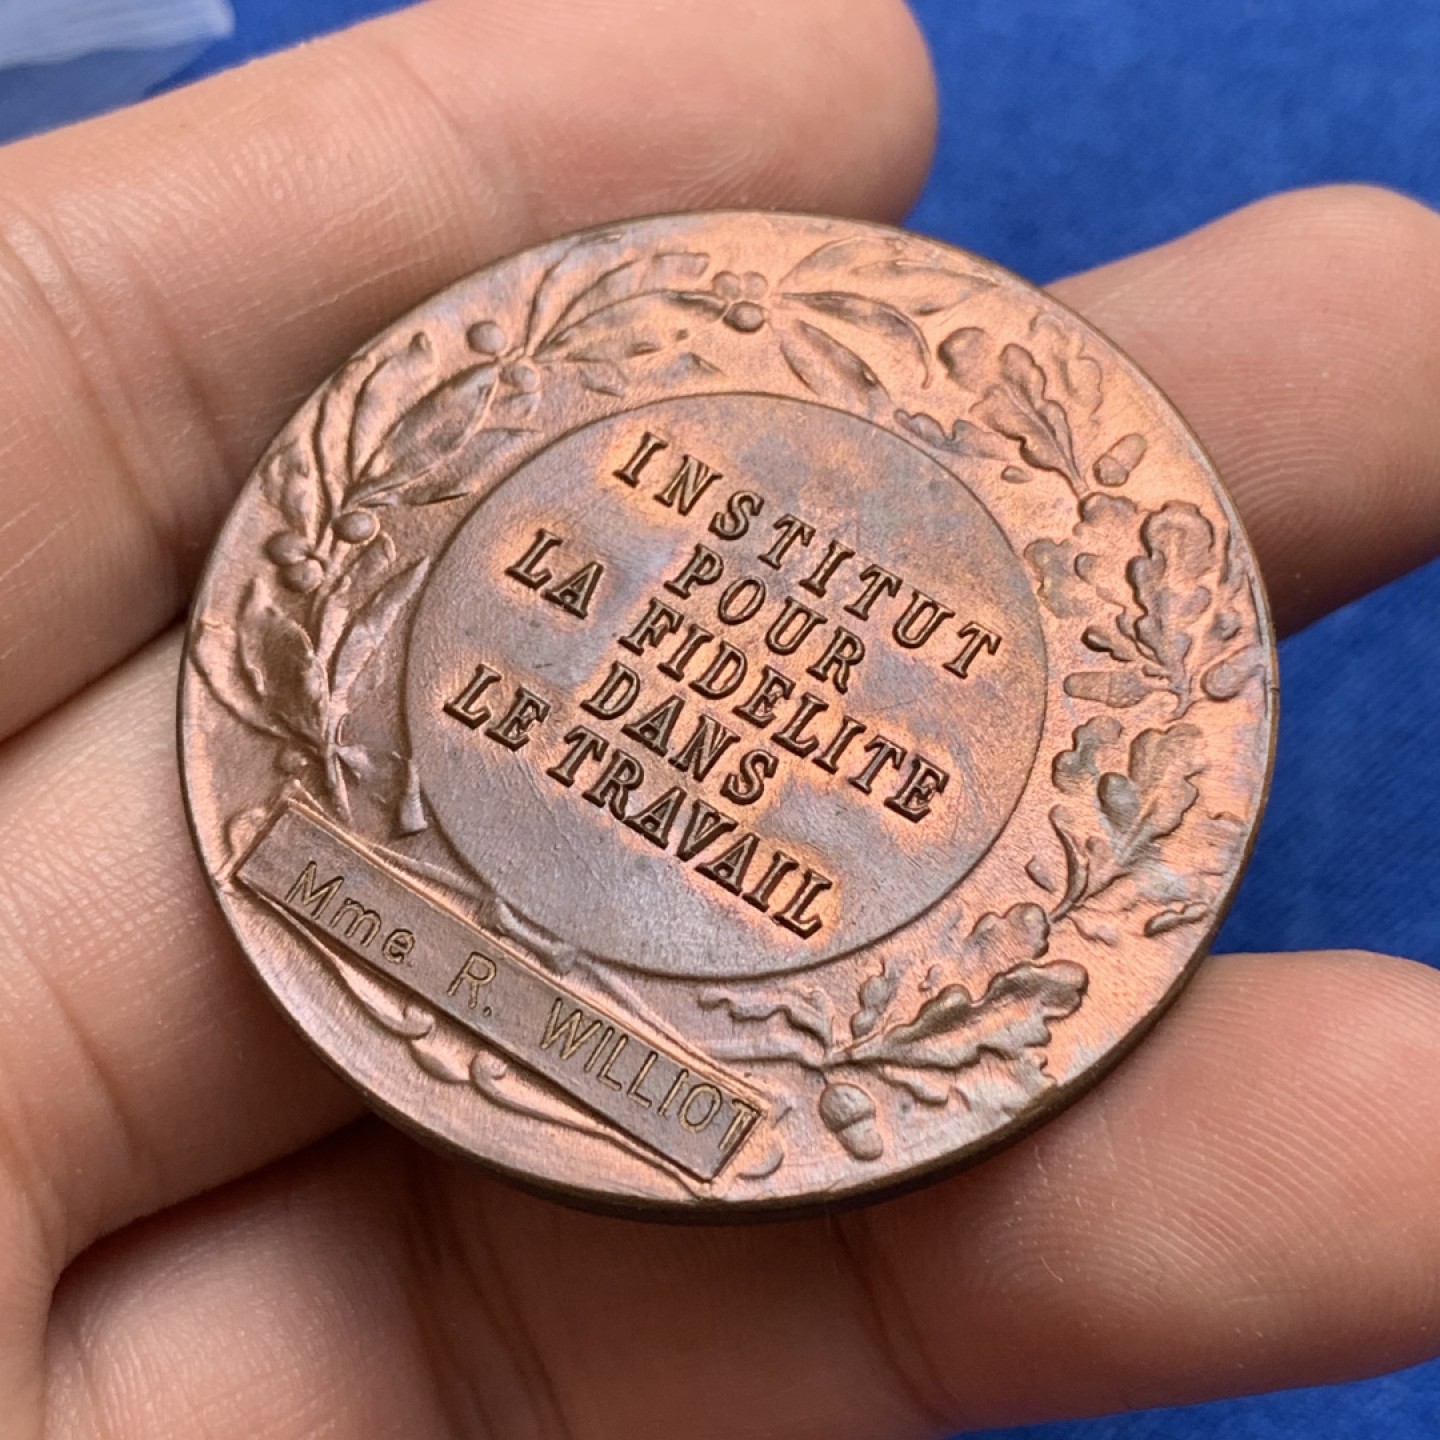 INSTITUT
POUR
LA FIDELITE
DANS
LE TRAVAIL
Mme R. WILLIOT